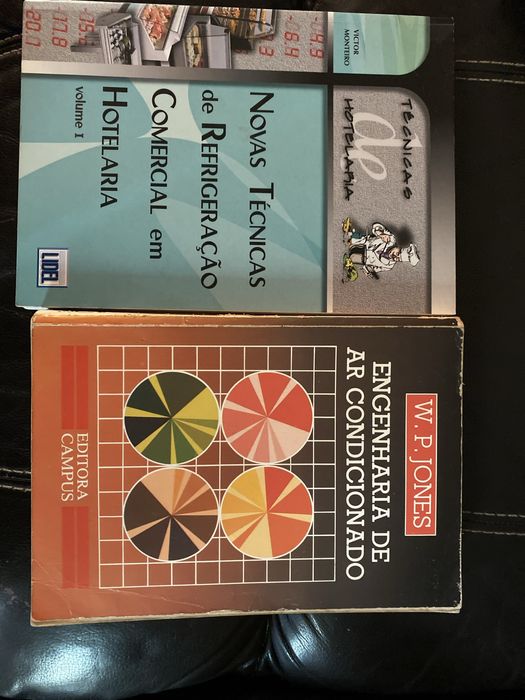 VICTOR
MONTEIRO
TÉCNICAS
de
HOTELARIA
NOVAS TÉCNICAS
de REFRIGERAÇÃO
COMERCIAL em
HOTELARIA
volume I
LIDEL
W. P. JONES
ENGENHARIA DE
AR CONDICIONADO
EDITORA
CAMPUS